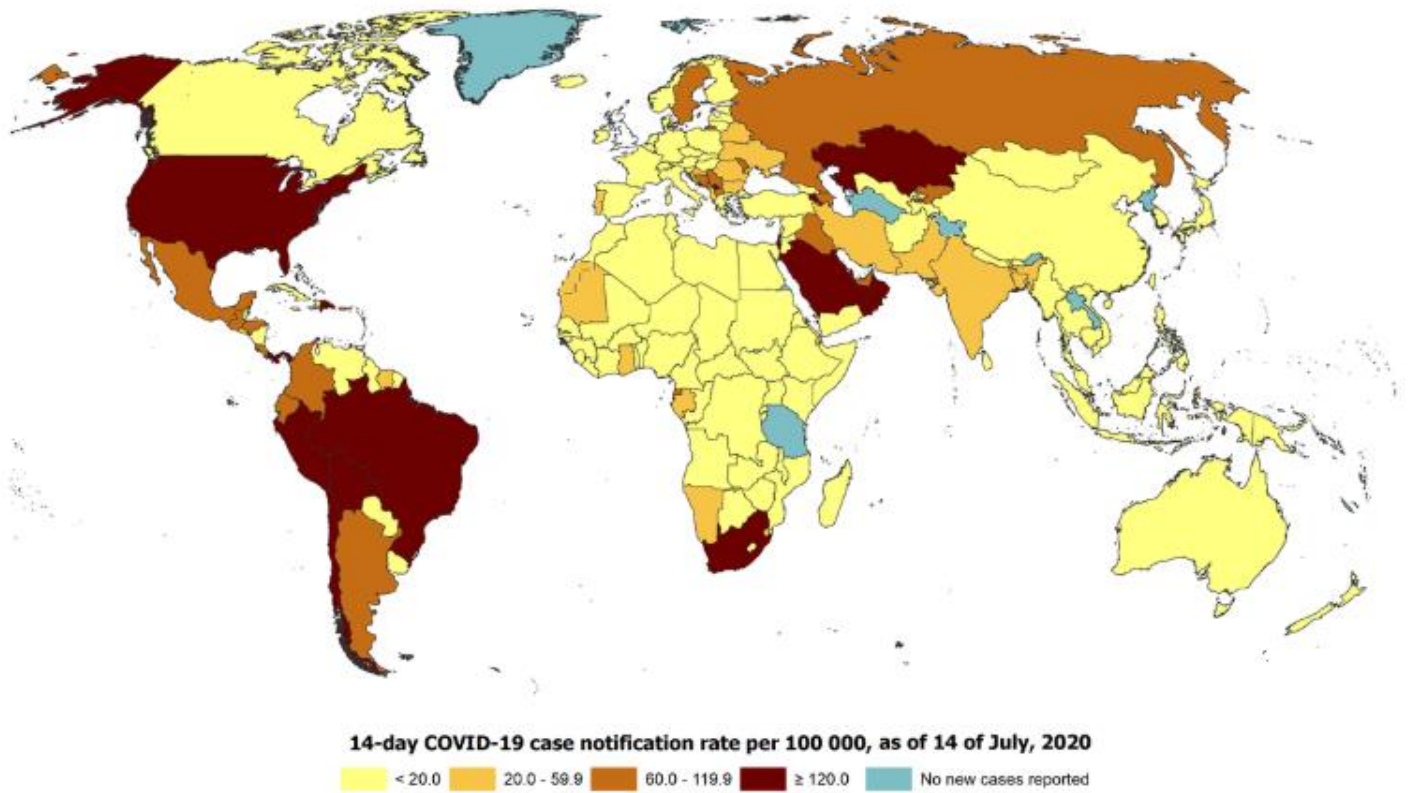 14-day COVID-19 case notification rate per 100 000, as of 14 of July, 2020
< 20.0 20.0 - 59.9 60.0 - 119.9 ≥ 120.0 No new cases reported